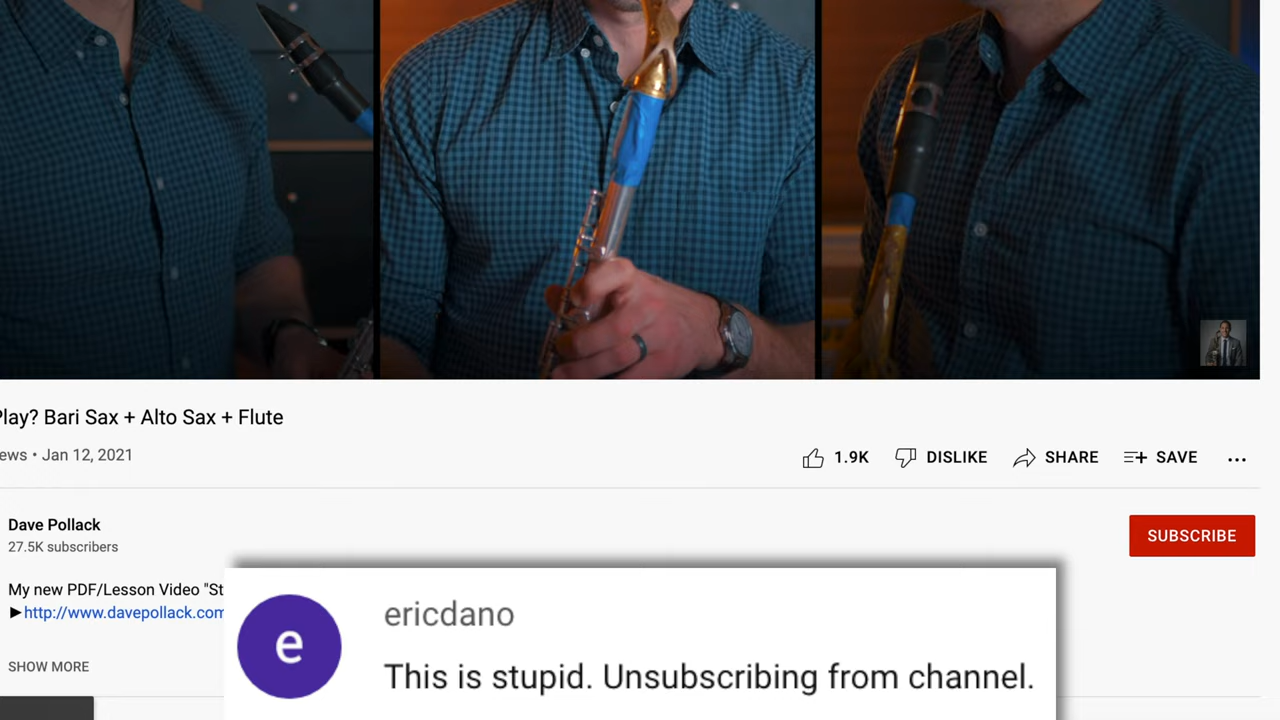 Play? Bari Sax + Alto Sax + Flute
ews • Jan 12, 2021
1.9K DISLIKE SHARE SAVE ...
Dave Pollack
27.5K subscribers
SUBSCRIBE
My new PDF/Lesson Video "St
►http://www.davepollack.com
SHOW MORE
e
ericdano
This is stupid. Unsubscribing from channel.